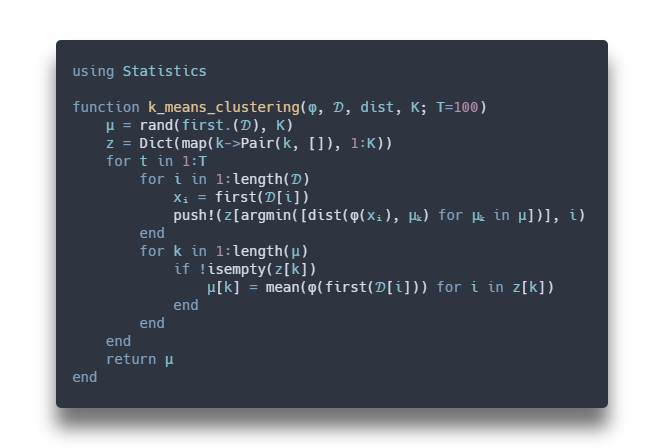 using Statistics

function k_means_clustering(φ, 𝒟, dist, K; T=100)
    μ = rand(first.(𝒟), K)
    z = Dict(map(k->Pair(k, []), 1:K))
    for t in 1:T
        for i in 1:length(𝒟)
            xᵢ = first(𝒟[i])
            push!(z[argmin([dist(φ(xᵢ), μₖ) for μₖ in μ])], i)
        end
        for k in 1:length(μ)
            if !isempty(z[k])
                μ[k] = mean(φ(first(𝒟[i])) for i in z[k])
            end
        end
    end
    return μ
end